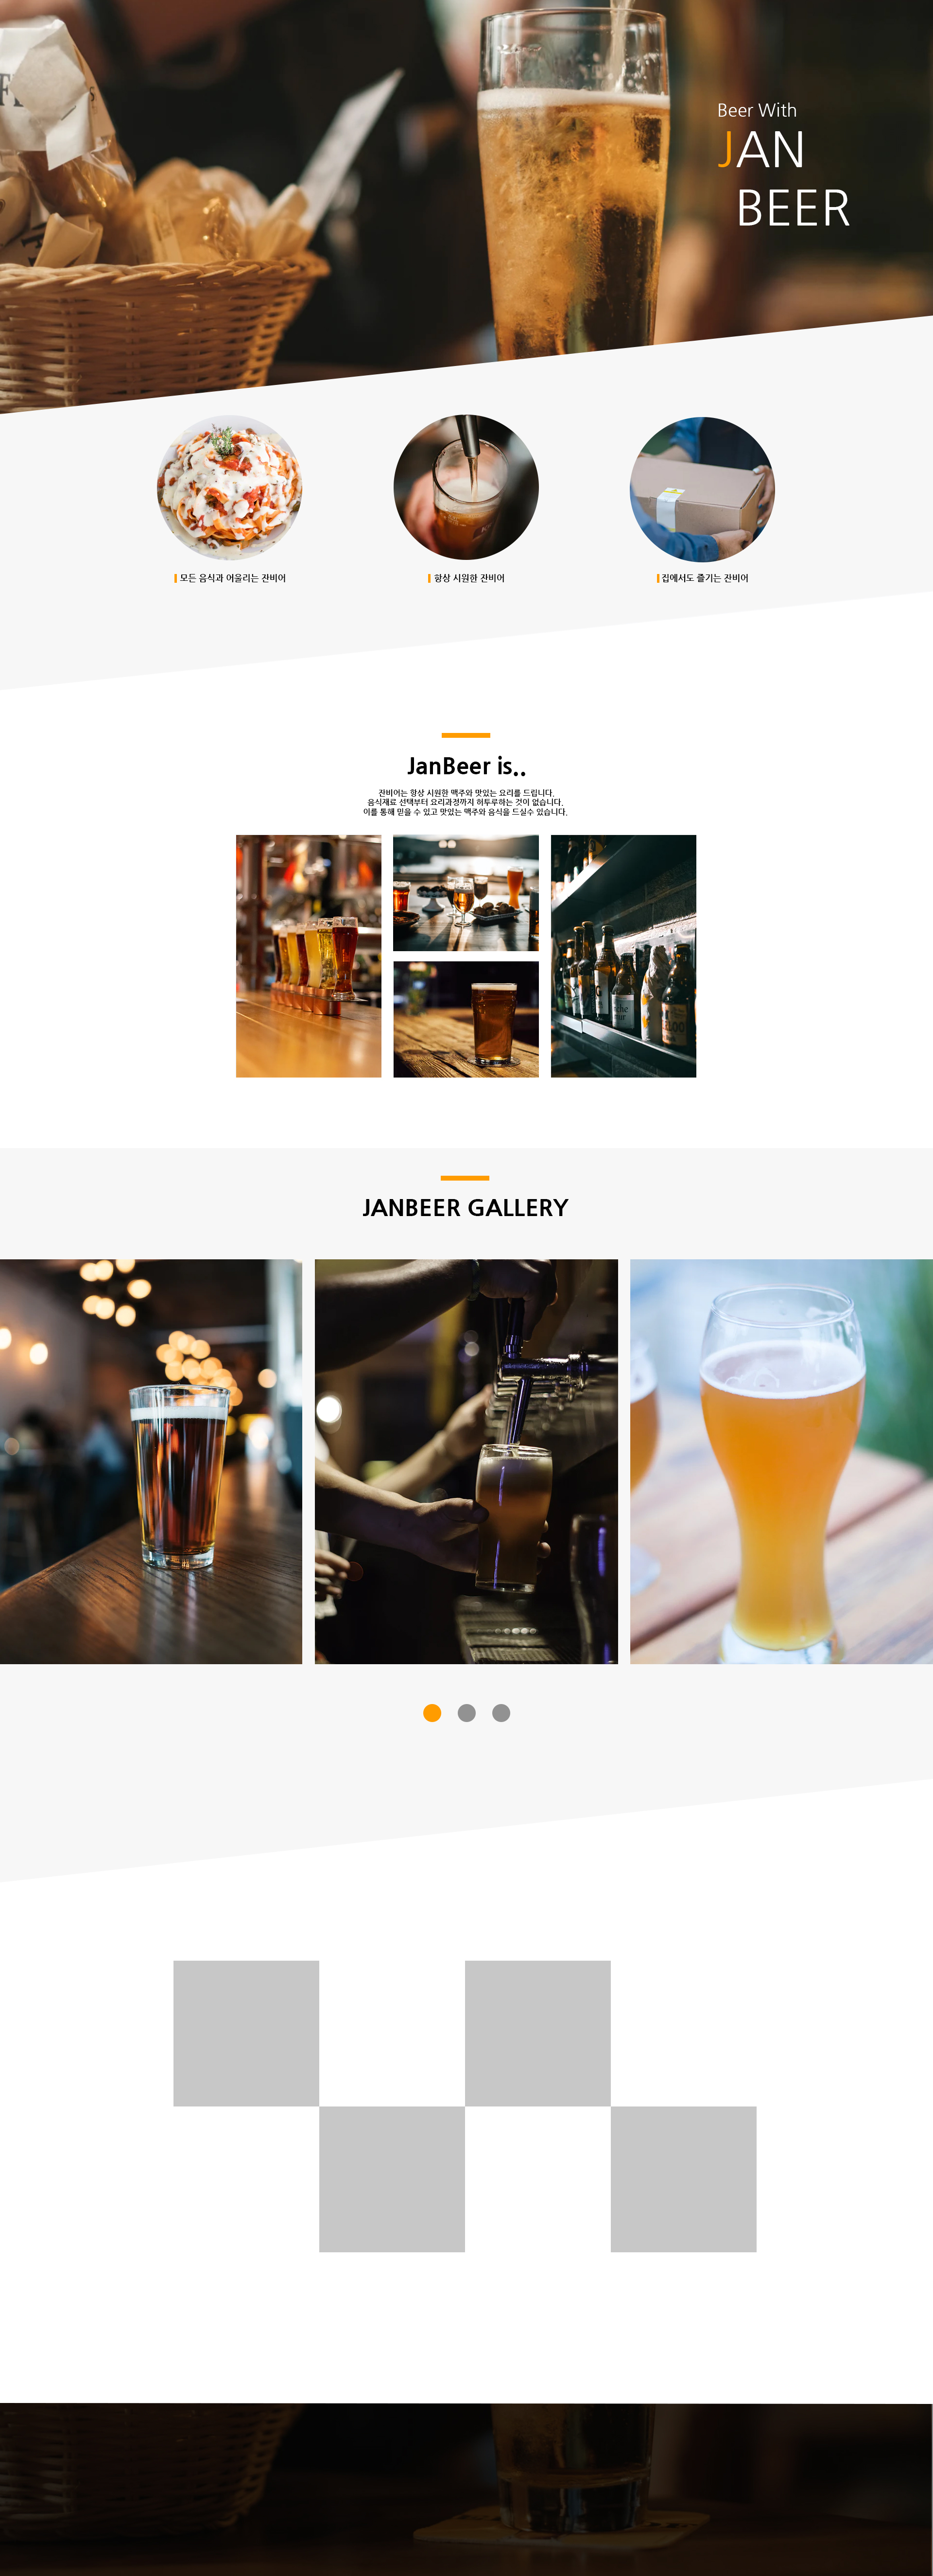 Beer With
JAN
BEER
모든 음식과 어울리는 잔비어
항상 시원한 잔비어
집에서도 즐기는 잔비어
JanBeer is..
잔비어는 항상 시원한 맥주와 맛있는 요리를 드립니다.
음식재료 선택부터 요리과정까지 허투루하는 것이 없습니다.
이를 통해 믿을 수 있고 맛있는 맥주와 음식을 드실수 있습니다.
JANBEER GALLERY